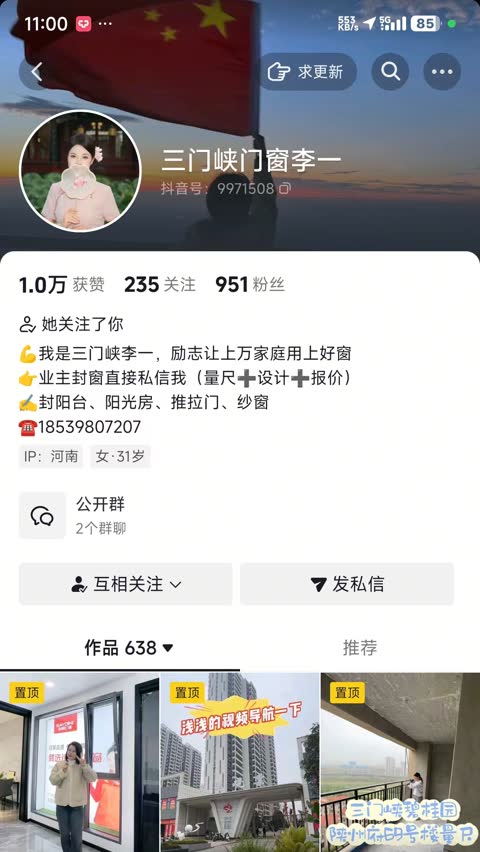 11:00
553 KB/s 5G 85
求更新
三门峡门窗李一
抖音号：9971508
1.0万 获赞 235 关注 951 粉丝
她关注了你
💪我是三门峡李一，励志让上万家庭用上好窗
👉业主封窗直接私信我（量尺➕设计➕报价）
✍️封阳台、阳光房、推拉门、纱窗
☎️18539807207
IP：河南 女·31岁
公开群
2个群聊
互相关注 发私信
作品 638 推荐
置顶 置顶 置顶
浅浅的视频导航一下
三门峡碧桂园